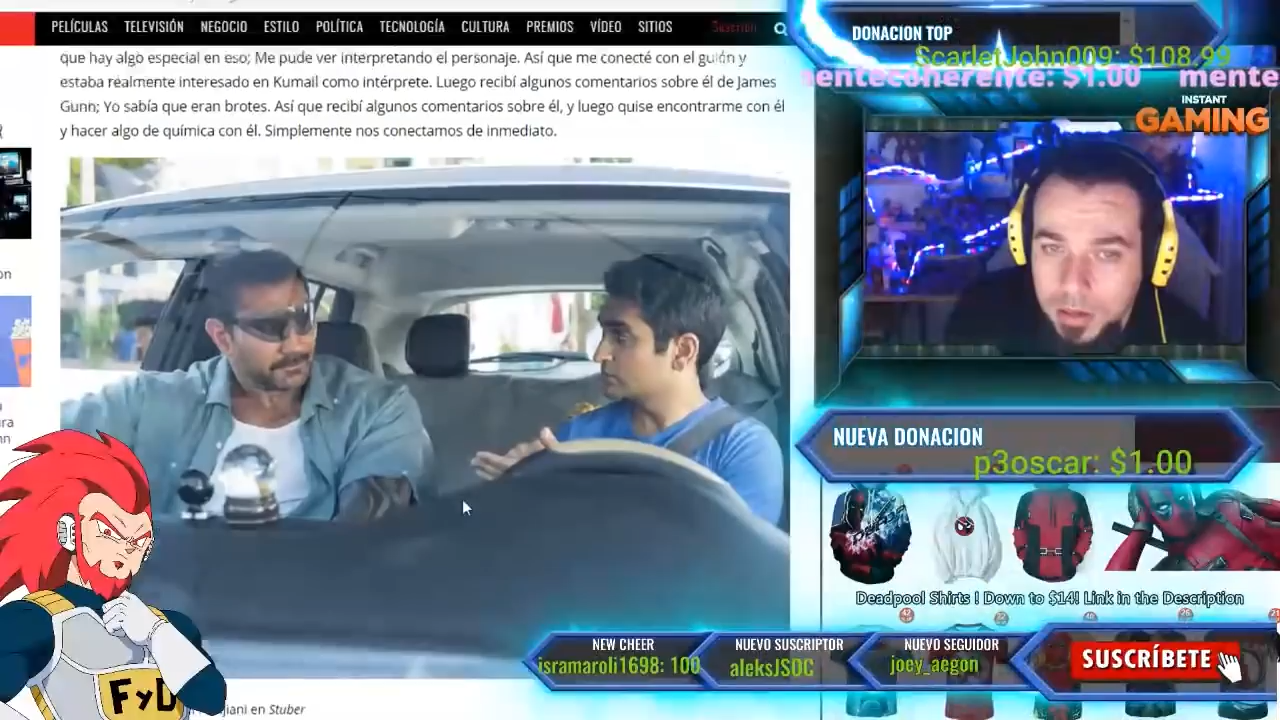 PELÍCULAS TELEVISIÓN NEGOCIO ESTILO POLÍTICA TECNOLOGÍA CULTURA PREMIOS VÍDEO SITIOS
que hay algo especial en eso; Me pude ver interpretando el personaje. Así que me conecté con el guión y
estaba realmente interesado en Kumail como intérprete. Luego recibí algunos comentarios sobre él de James
Gunn; Yo sabía que eran brotes. Así que recibí algunos comentarios sobre él, y luego quise encontrarme con él
y hacer algo de química con él. Simplemente nos conectamos de inmediato.
jiani en Stuber
FyD
DONACION TOP
ScarletJohn009: $108.99
mentecoherente: $1.00 mente
INSTANT
GAMING
NUEVA DONACION
p3oscar: $1.00
Deadpool Shirts ! Down to $14! Link in the Description
NEW CHEER
isramaroli1698: 100
NUEVO SUSCRIPTOR
aleksJSOC
NUEVO SEGUIDOR
joey_aegon
SUSCRÍBETE